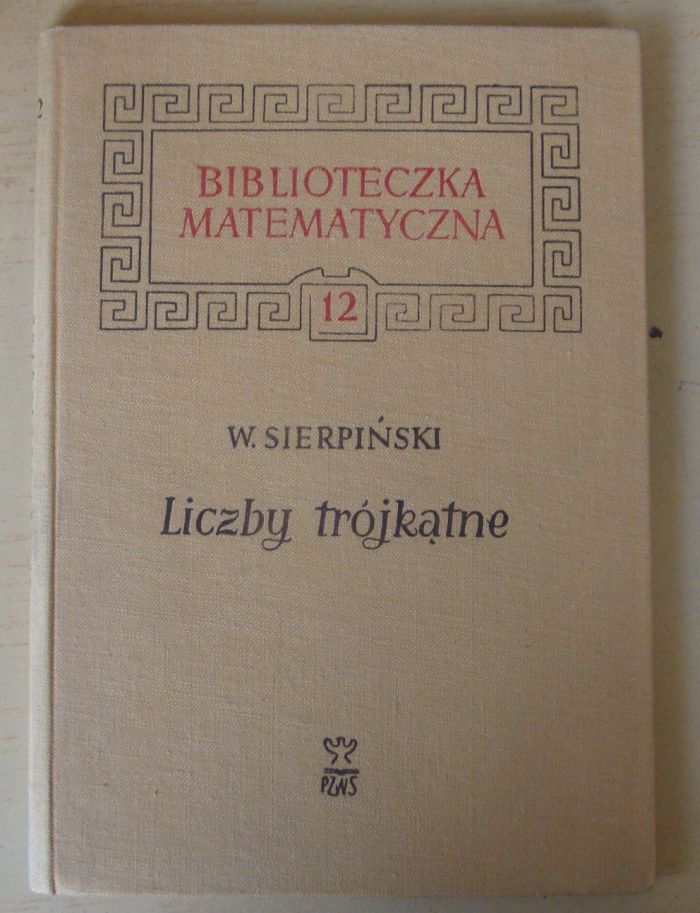 BIBLIOTECZKA
MATEMATYCZNA
12
W. SIERPIŃSKI
Liczby trójkątne
PZWS